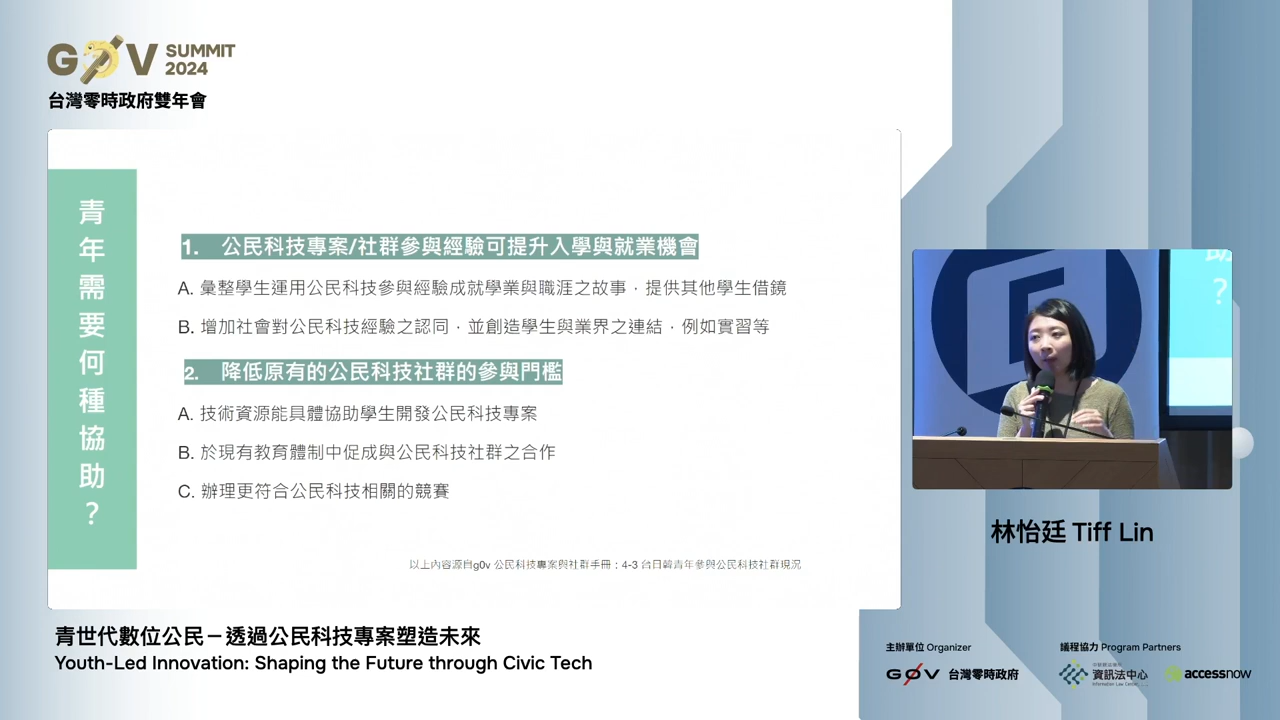 G0V SUMMIT 2024
台灣零時政府雙年會
青年需要何種協助？
1. 公民科技專案/社群參與經驗可提升入學與就業機會
A. 彙整學生運用公民科技參與經驗成就學業與職涯之故事，提供其他學生借鏡
B. 增加社會對公民科技經驗之認同，並創造學生與業界之連結，例如實習等
2. 降低原有的公民科技社群的參與門檻
A. 技術資源能具體協助學生開發公民科技專案
B. 於現有教育體制中促成與公民科技社群之合作
C. 辦理更符合公民科技相關的競賽
以上內容源自g0v 公民科技專案與社群手冊：4-3 台日韓青年參與公民科技社群現況
助
？
林怡廷 Tiff Lin
青世代數位公民－透過公民科技專案塑造未來
Youth-Led Innovation: Shaping the Future through Civic Tech
主辦單位 Organizer
G0V 台灣零時政府
議程協力 Program Partners
資訊法中心
Information Law Center
accessnow